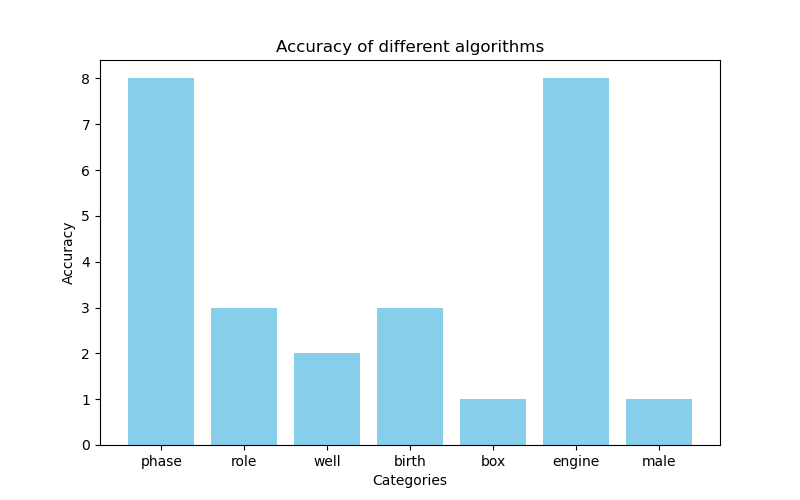 Accuracy of different algorithms
Accuracy
8
7
6
5
4
3
2
1
0
phase role well birth box engine male
Categories